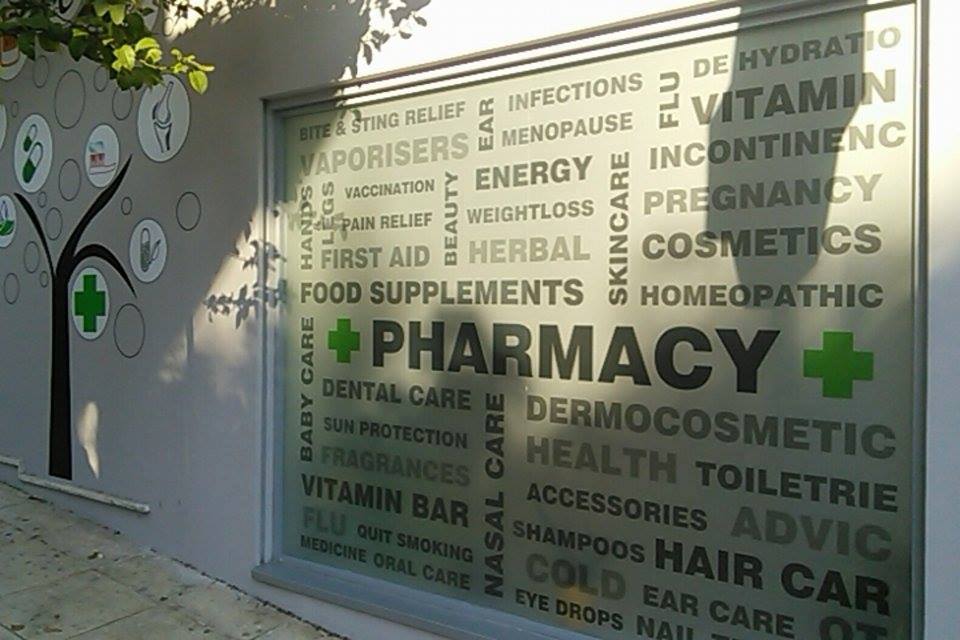 BITE & STING RELIEF
EAR
INFECTIONS
FLU
DE HYDRATIO
VAPORISERS
MENOPAUSE
VITAMIN
HANDS
LEGS
VACCINATION
BEAUTY
ENERGY
SKINCARE
INCONTINENC
PAIN RELIEF
WEIGHTLOSS
PREGNANCY
FIRST AID
HERBAL
COSMETICS
FOOD SUPPLEMENTS
HOMEOPATHIC
BABY CARE
PHARMACY
DENTAL CARE
NASAL CARE
DERMOCOSMETIC
SUN PROTECTION
HEALTH
TOILETRIE
FRAGRANCES
ACCESSORIES
ADVIC
VITAMIN BAR
SHAMPOOS
HAIR CAR
FLU
QUIT SMOKING
COLD
EAR CARE
MEDICINE
ORAL CARE
EYE DROPS
NAIL
OT